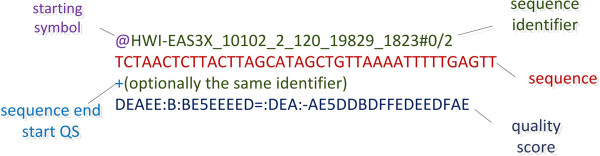 starting
symbol
sequence
identifier
@HWI-EAS3X_10102_2_120_19829_1823#0/2
TCTAACTCTTACTTAGCATAGCTGTTAAAATTTTTGAGTT
sequence
+(optionally the same identifier)
sequence end
start QS
DEAEE:B:BE5EEEED=:DEA:-AE5DDBDFFEDEEDFAE
quality
score